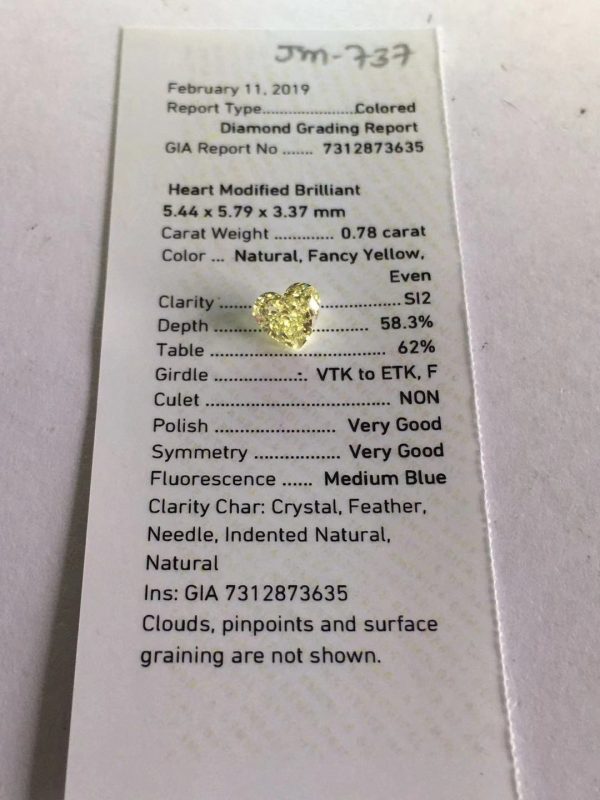 JM-737
February 11, 2019
Report Type......................Colored
Diamond Grading Report
GIA Report No ....... 7312873635
Heart Modified Brilliant
5.44 x 5.79 x 3.37 mm
Carat Weight ............. 0.78 carat
Color ... Natural, Fancy Yellow,
Even
Clarity ..... ............... SI2
Depth ....... ............ 58.3%
Table ................................... 62%
Girdle .................:. VTK to ETK, F
Culet ..................................... NON
Polish ........................ Very Good
Symmetry ................. Very Good
Fluorescence ...... Medium Blue
Clarity Char: Crystal, Feather,
Needle, Indented Natural,
Natural
Ins: GIA 7312873635
Clouds, pinpoints and surface
graining are not shown.